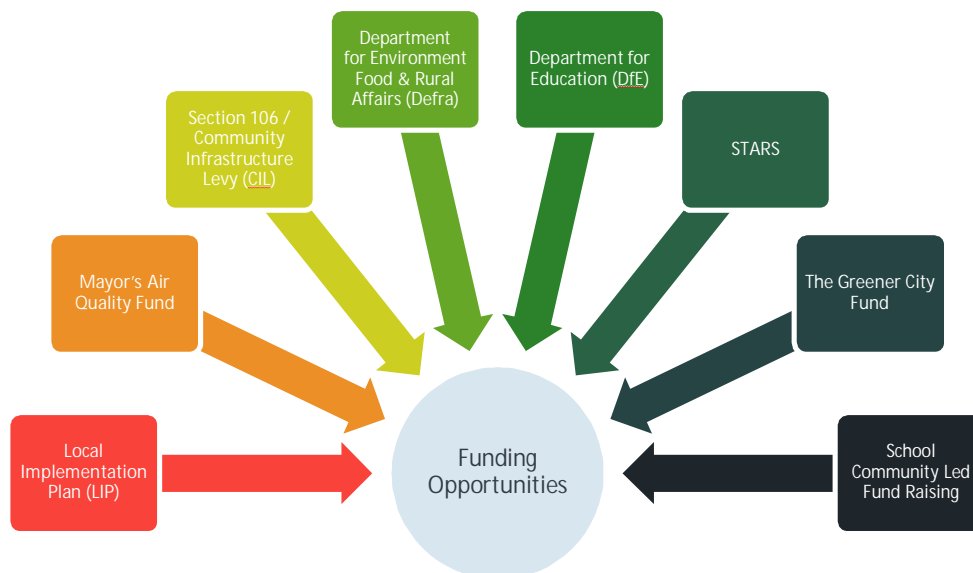 Local
Implementation
Plan (LIP)
Mayor's Air
Quality Fund
Section 106 /
Community
Infrastructure
Levy (CIL)
Department
for Environment
Food & Rural
Affairs (Defra)
Department for
Education (DfE)
STARS
The Greener City
Fund
School
Community Led
Fund Raising
Funding
Opportunities